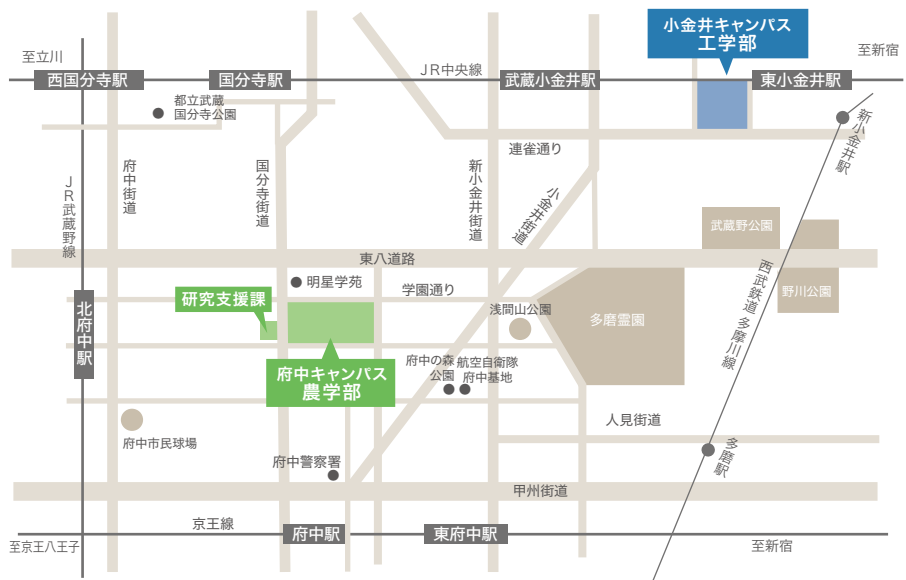 小金井キャンパス
工学部
至立川
至新宿
JR中央線
西国分寺駅
国分寺駅
武蔵小金井駅
東小金井駅
都立武蔵
国分寺公園
新小金井駅
連雀通り
府中街道
国分寺街道
新小金井街道
小金井街道
JR武蔵野線
武蔵野公園
東八道路
西武鉄道 多摩川線
明星学苑
学園通り
野川公園
研究支援課
北府中駅
浅間山公園
多磨霊園
府中キャンパス
農学部
府中の森
公園
航空自衛隊
府中基地
人見街道
府中市民球場
多磨駅
府中警察署
甲州街道
京王線
府中駅
東府中駅
至京王八王子
至新宿